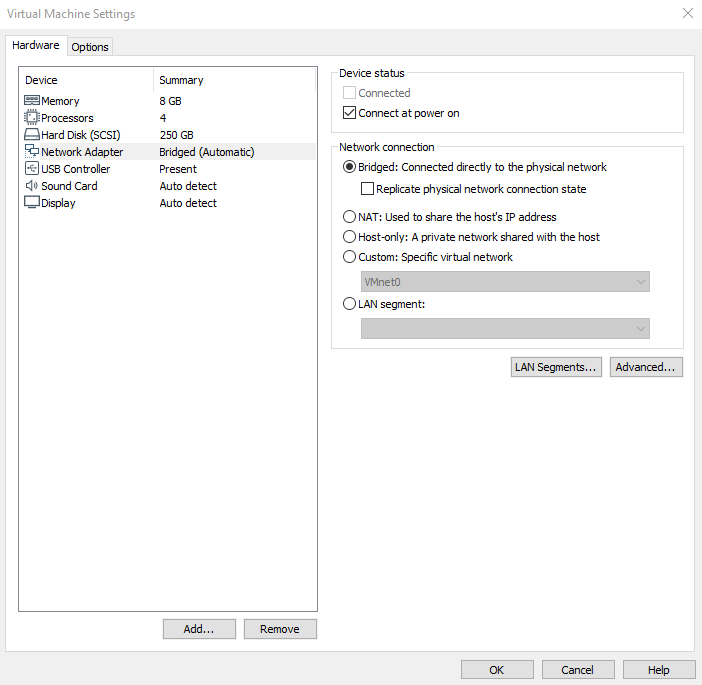 Virtual Machine Settings
Hardware
Options
Device Summary
Memory 8 GB
Processors 4
Hard Disk (SCSI) 250 GB
Network Adapter Bridged (Automatic)
USB Controller Present
Sound Card Auto detect
Display Auto detect
Add...
Remove
Device status
Connected
Connect at power on
Network connection
Bridged: Connected directly to the physical network
Replicate physical network connection state
NAT: Used to share the host's IP address
Host-only: A private network shared with the host
Custom: Specific virtual network
VMnet0
LAN segment:
LAN Segments...
Advanced...
OK
Cancel
Help